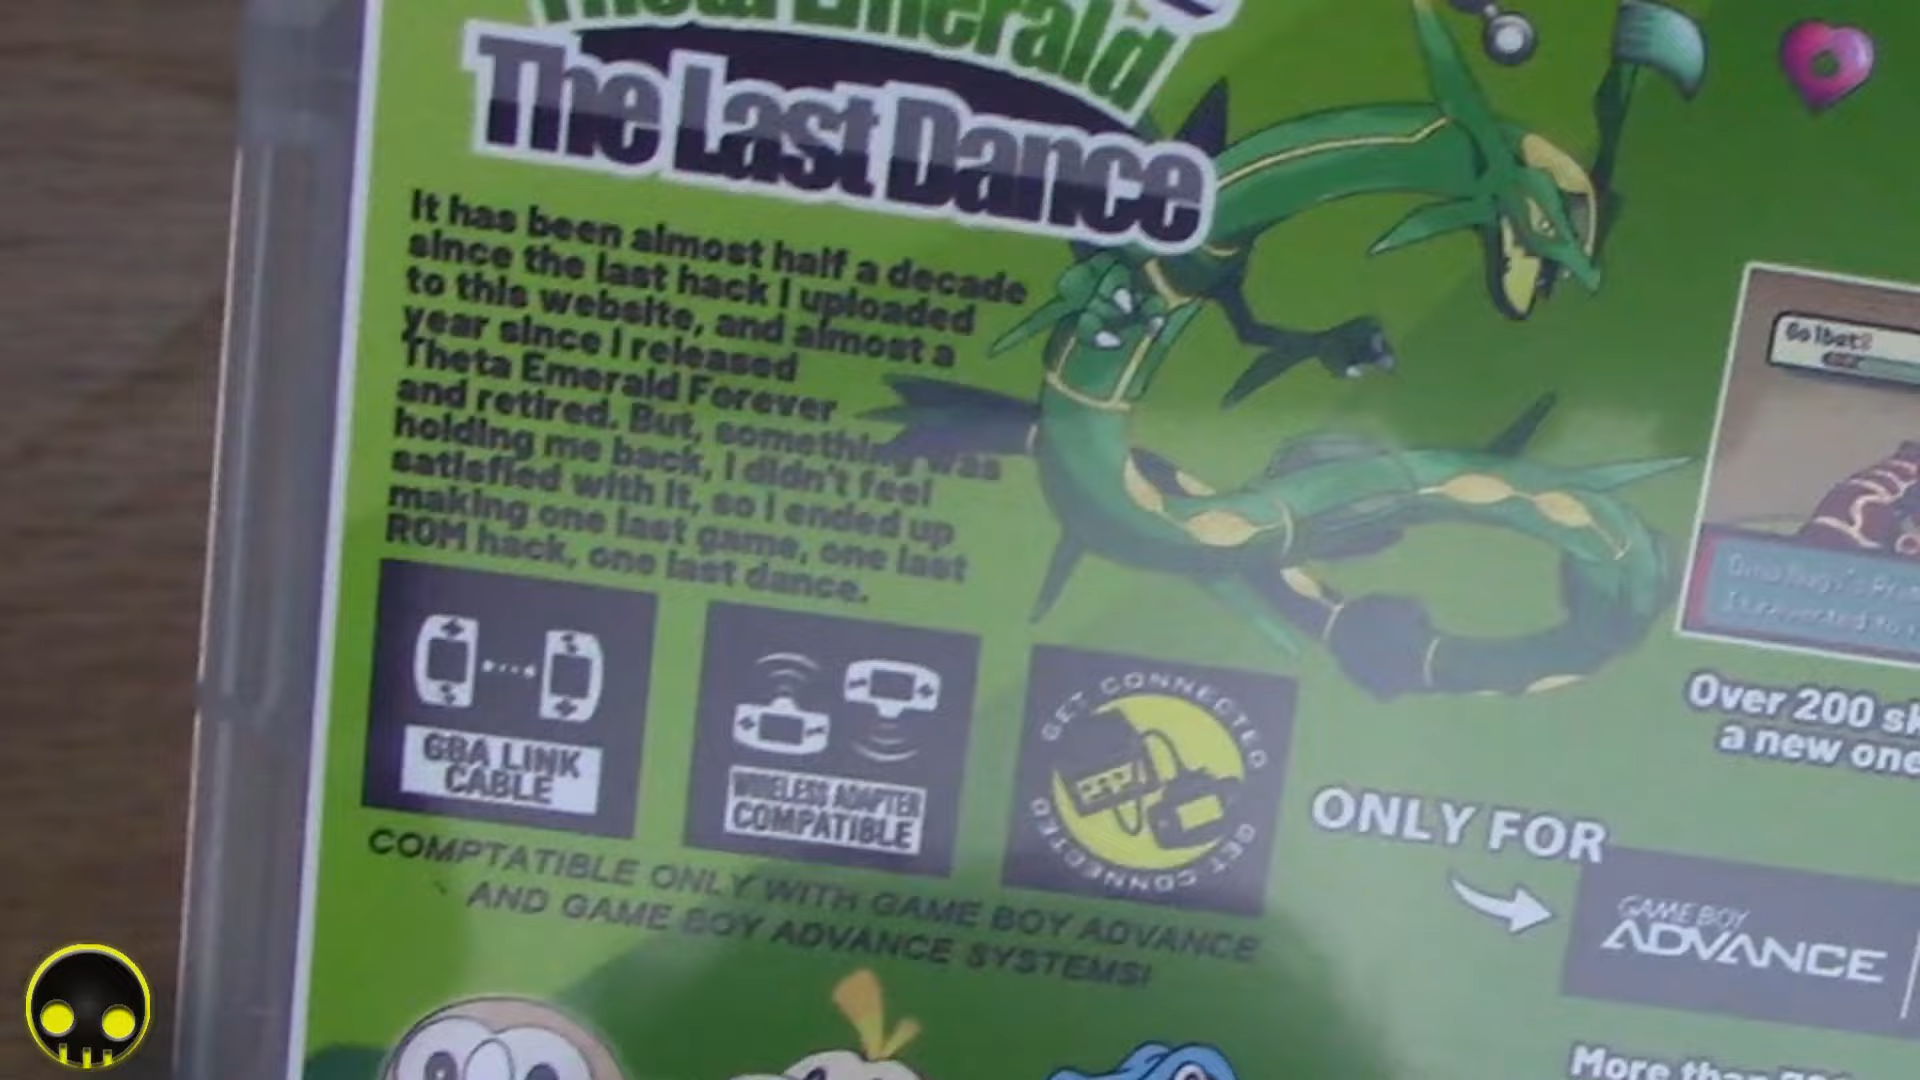 Theta Emerald
The Last Dance
It has been almost half a decade
since the last hack I uploaded
to this website, and almost a
year since I released
Theta Emerald Forever
and retired. But, something was
holding me back, I didn't feel
satisfied with it, so I ended up
making one last game, one last
ROM hack, one last dance.
GBA LINK
CABLE
WIRELESS ADAPTER
COMPATIBLE
GET CONNECTED
GET CONNECTED
COMPTATIBLE ONLY WITH GAME BOY ADVANCE
AND GAME BOY ADVANCE SYSTEMS!
Go
Over 200
a new one
ONLY FOR
GAME BOY
ADVANCE
More than